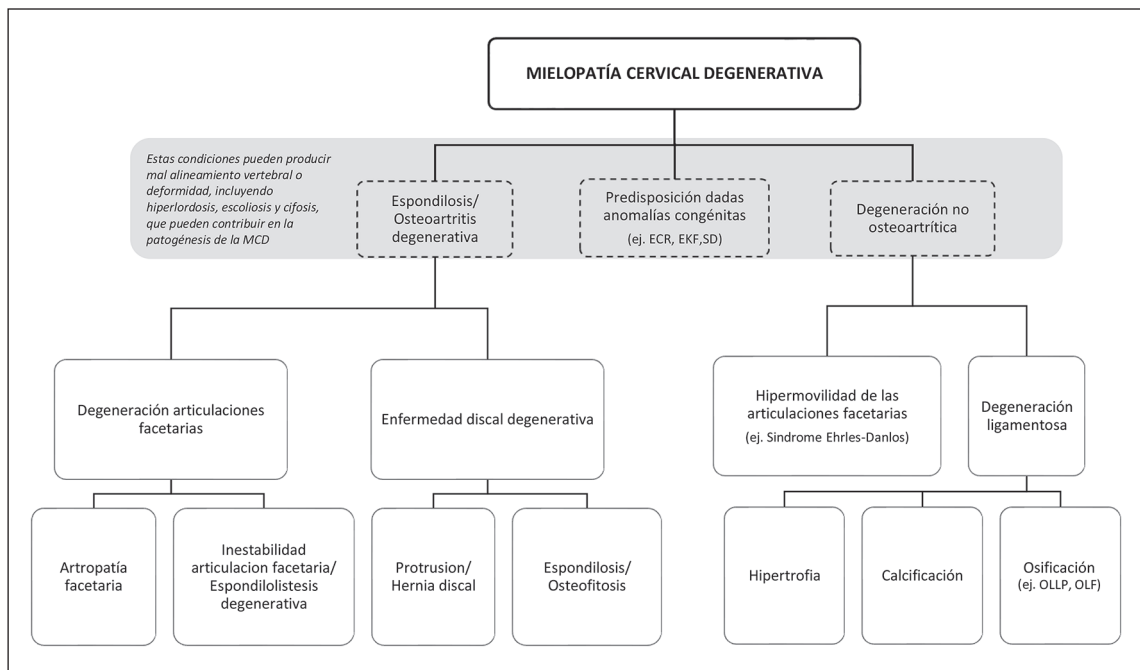 MIELOPATÍA CERVICAL DEGENERATIVA
Estas condiciones pueden producir
mal alineamiento vertebral o
deformidad, incluyendo
hiperlordosis, escoliosis y cifosis,
que pueden contribuir en la
patogénesis de la MCD
Espondilosis/
Osteoartritis
degenerativa
Predisposición dadas
anomalías congénitas
(ej. ECR, EKF,SD)
Degeneración no
osteoartrítica
Degeneración articulaciones
facetarias
Enfermedad discal degenerativa
Hipermovilidad de las
articulaciones facetarias
(ej. Sindrome Ehrles-Danlos)
Degeneración
ligamentosa
Artropatía
facetaria
Inestabilidad
articulacion facetaria/
Espondilolistesis
degenerativa
Protrusion/
Hernia discal
Espondilosis/
Osteofitosis
Hipertrofia
Calcificación
Osificación
(ej. OLLP, OLF)